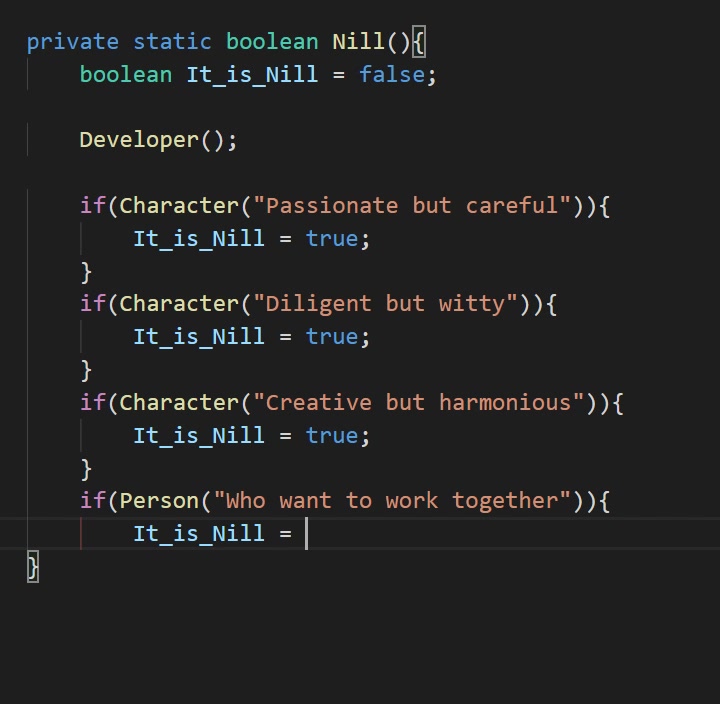 private static boolean Nill(){
    boolean It_is_Nill = false;

    Developer();

    if(Character("Passionate but careful")){
        It_is_Nill = true;
    }
    if(Character("Diligent but witty")){
        It_is_Nill = true;
    }
    if(Character("Creative but harmonious")){
        It_is_Nill = true;
    }
    if(Person("Who want to work together")){
        It_is_Nill =
}